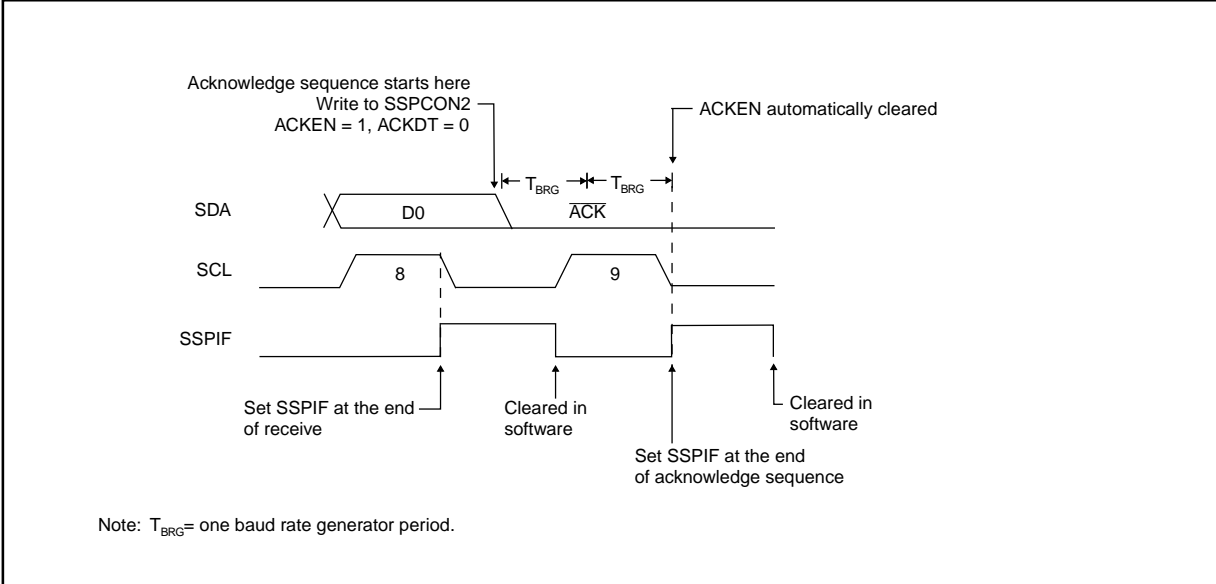 Acknowledge sequence starts here
Write to SSPCON2
ACKEN = 1, ACKDT = 0
ACKEN automatically cleared
TBRG
TBRG
SDA
D0
ACK
SCL
8
9
SSPIF
Set SSPIF at the end
of receive
Cleared in
software
Cleared in
software
Set SSPIF at the end
of acknowledge sequence
Note: TBRG= one baud rate generator period.